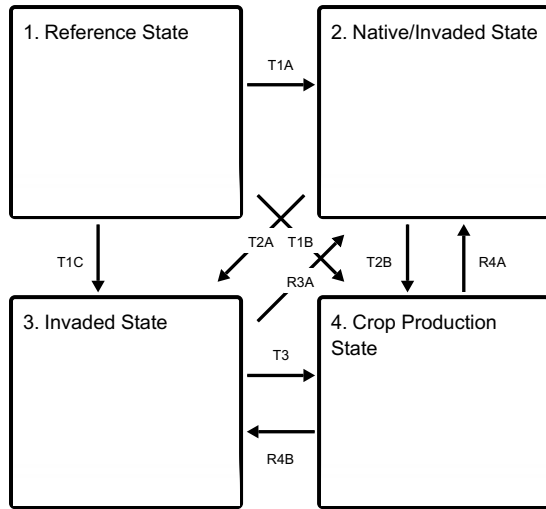 1. Reference State
2. Native/Invaded State
T1A
T2A
T1B
T1C
T2B
R4A
R3A
3. Invaded State
4. Crop Production
State
T3
R4B